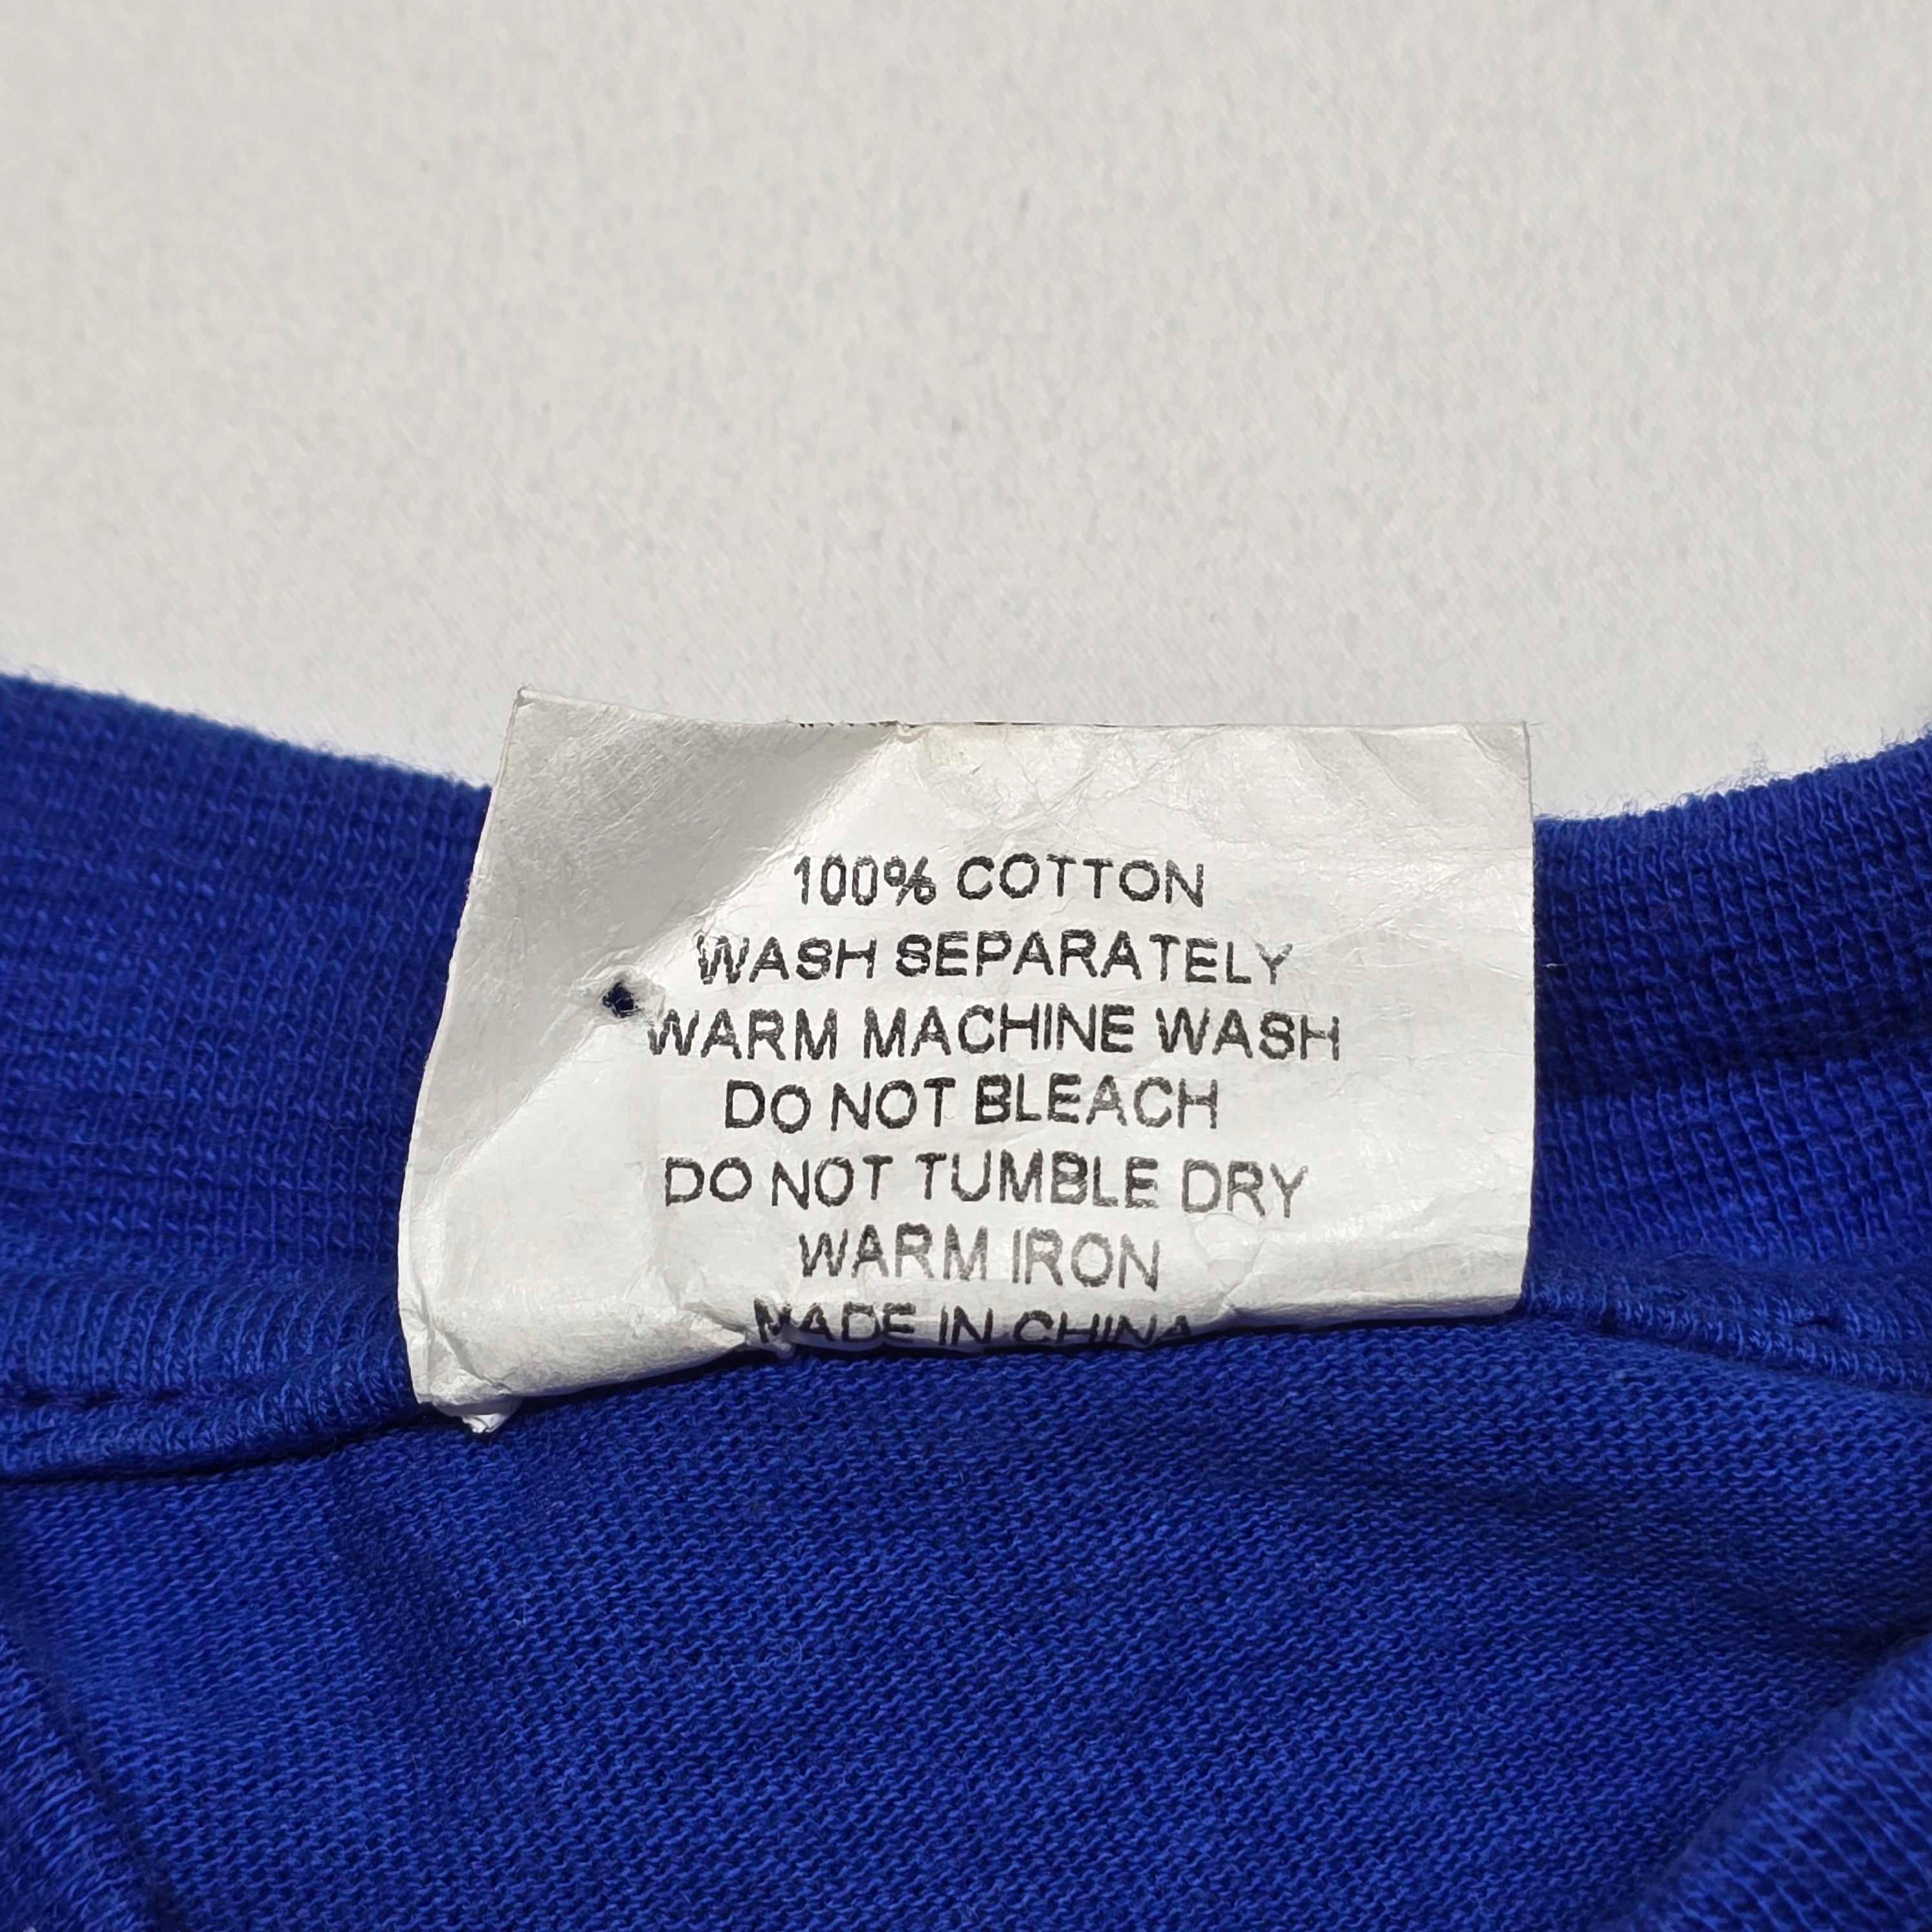 100% COTTON
WASH SEPARATELY
WARM MACHINE WASH
DO NOT BLEACH
DO NOT TUMBLE DRY
WARM IRON
MADE IN CHINA